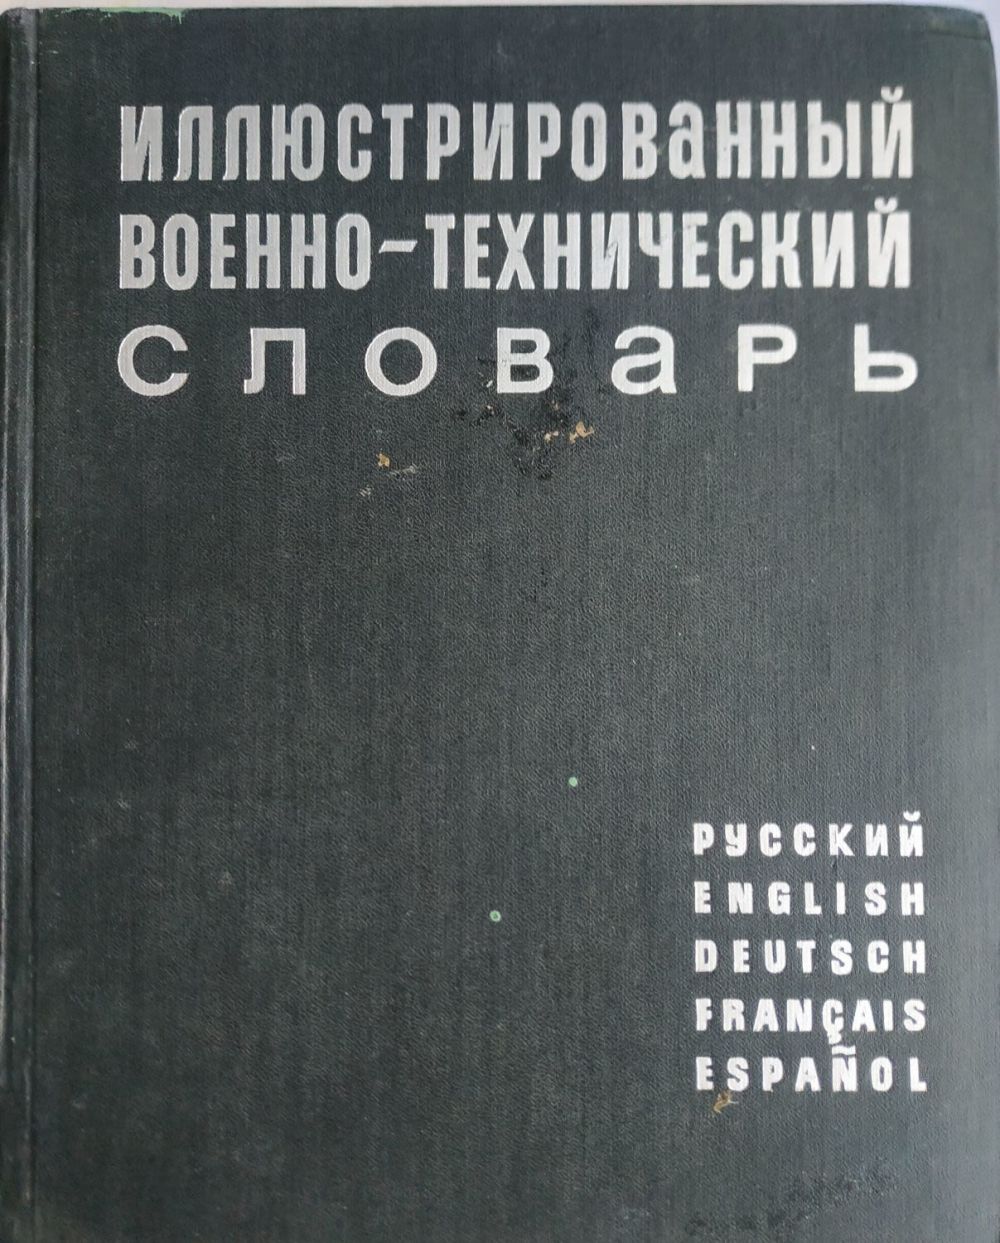 ИЛЛЮСТРИРОВАННЫЙ
ВОЕННО-ТЕХНИЧЕСКИЙ
СЛОВАРЬ
РУССКИЙ
ENGLISH
DEUTSCH
FRANÇAIS
ESPAÑOL